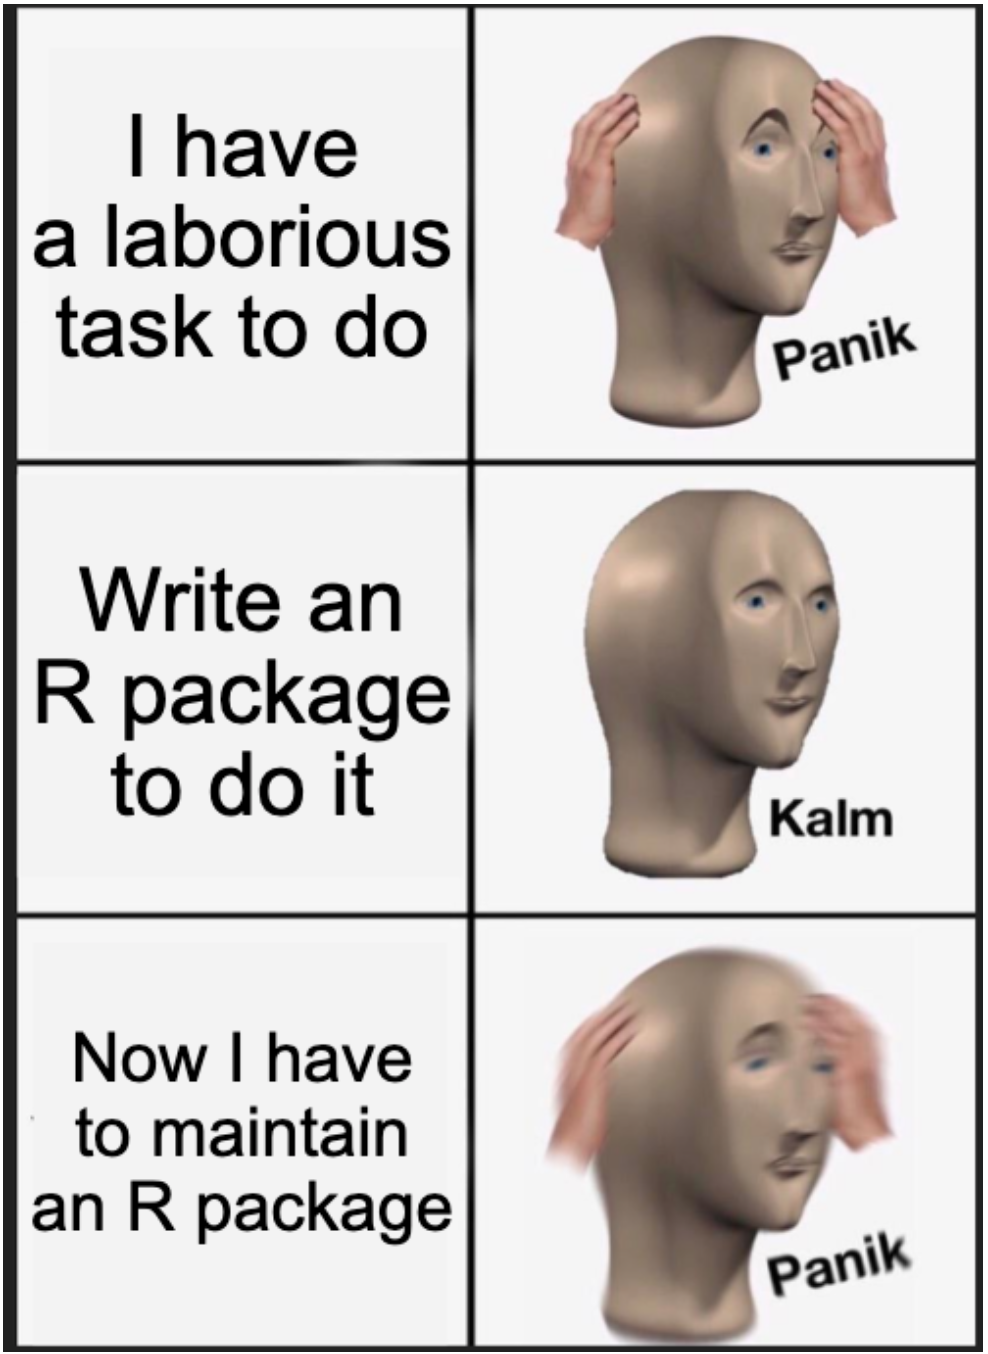 I have
a laborious
task to do
Panik
Write an
R package
to do it
Kalm
Now I have
to maintain
an R package
Panik